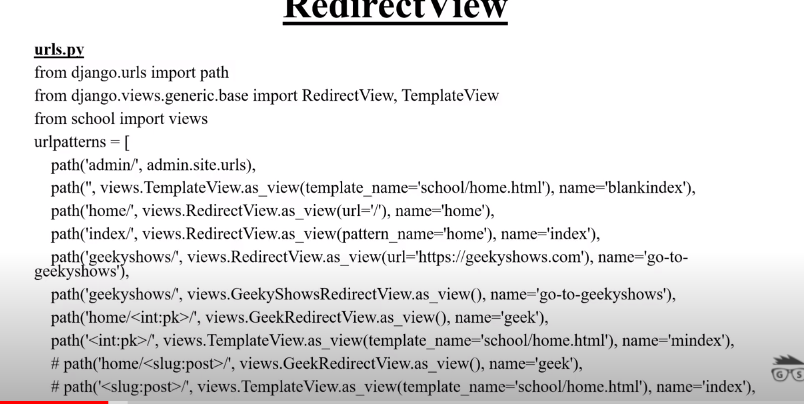 RedirectView
urls.py
from django.urls import path
from django.views.generic.base import RedirectView, TemplateView
from school import views
urlpatterns = [
path('admin/', admin.site.urls),
path('', views.TemplateView.as_view(template_name='school/home.html'), name='blankindex'),
path('home/', views.RedirectView.as_view(url='/'), name='home'),
path('index/', views.RedirectView.as_view(pattern_name='home'), name='index'),
path('geekyshows/', views.RedirectView.as_view(url='https://geekyshows.com'), name='go-to-
geekyshows'),
path('geekyshows/', views.GeekyShowsRedirectView.as_view(), name='go-to-geekyshows'),
path('home/<int:pk>/', views.GeekRedirectView.as_view(), name='geek'),
path('<int:pk>/', views.TemplateView.as_view(template_name='school/home.html'), name='mindex'),
# path('home/<slug:post>/', views.GeekRedirectView.as_view(), name='geek'),
# path('<slug:post>/', views.TemplateView.as_view(template_name='school/home.html'), name='index'),
G S